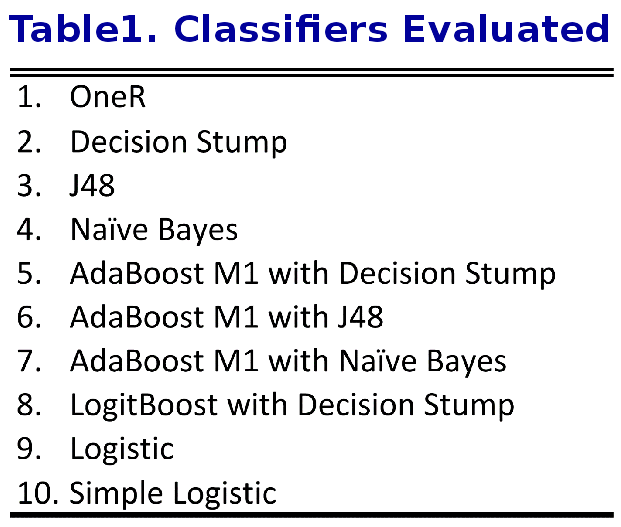 Table1. Classifiers Evaluated
1. OneR
2. Decision Stump
3. J48
4. Naïve Bayes
5. AdaBoost M1 with Decision Stump
6. AdaBoost M1 with J48
7. AdaBoost M1 with Naïve Bayes
8. LogitBoost with Decision Stump
9. Logistic
10. Simple Logistic